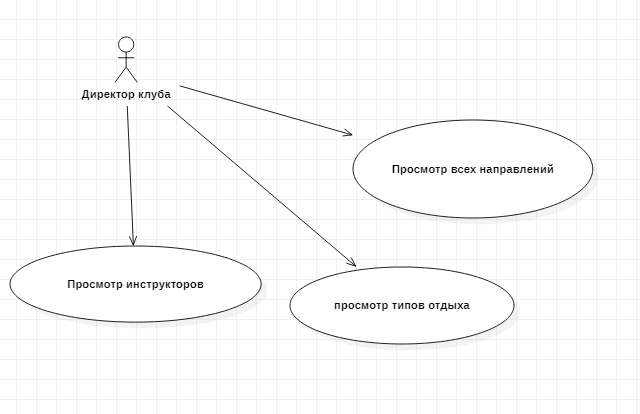 Директор клуба
Просмотр всех направлений
Просмотр инструкторов
просмотр типов отдыха